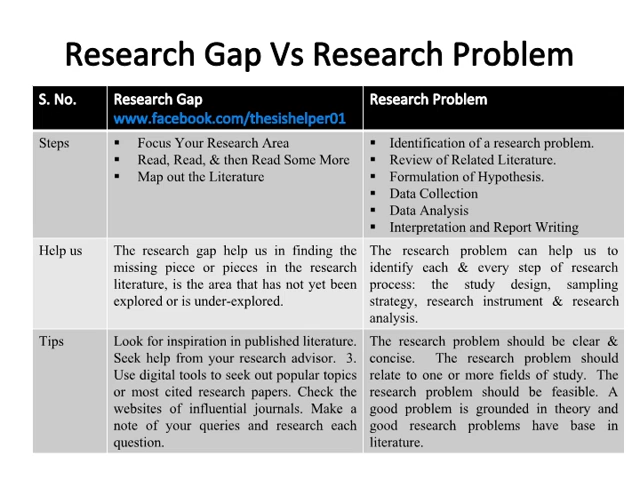 Research Gap Vs Research Problem
S. No.
Research Gap
www.facebook.com/thesishelper01
Research Problem
Steps
▪ Focus Your Research Area
▪ Read, Read, & then Read Some More
▪ Map out the Literature
▪ Identification of a research problem.
▪ Review of Related Literature.
▪ Formulation of Hypothesis.
▪ Data Collection
▪ Data Analysis
▪ Interpretation and Report Writing
Help us
The research gap help us in finding the
missing piece or pieces in the research
literature, is the area that has not yet been
explored or is under-explored.
The research problem can help us to
identify each & every step of research
process: the study design, sampling
strategy, research instrument & research
analysis.
Tips
Look for inspiration in published literature.
Seek help from your research advisor. 3.
Use digital tools to seek out popular topics
or most cited research papers. Check the
websites of influential journals. Make a
note of your queries and research each
question.
The research problem should be clear &
concise. The research problem should
relate to one or more fields of study. The
research problem should be feasible. A
good problem is grounded in theory and
good research problems have base in
literature.